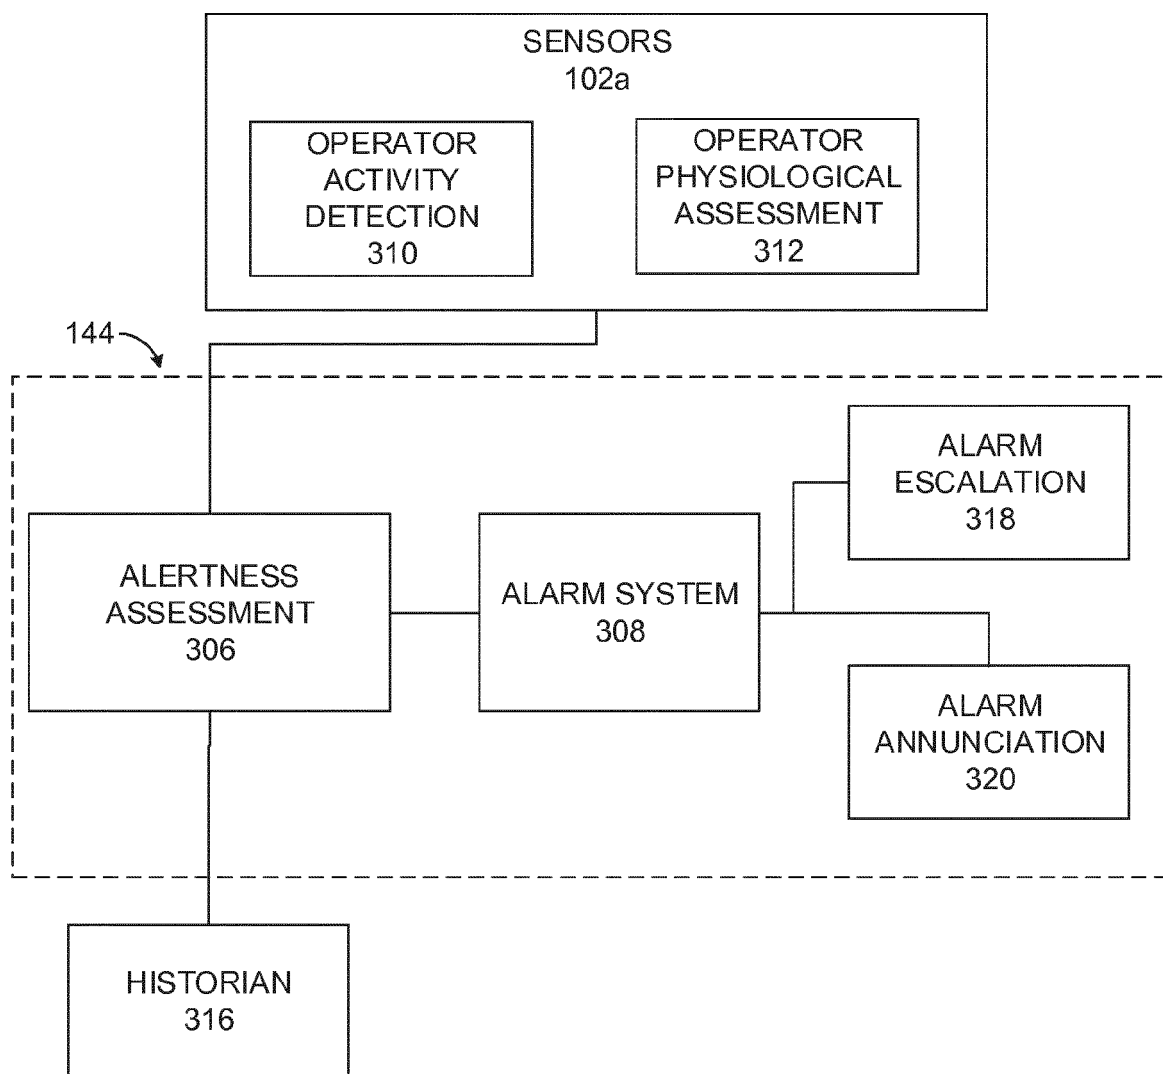 SENSORS
102a
OPERATOR
ACTIVITY
DETECTION
310
OPERATOR
PHYSIOLOGICAL
ASSESSMENT
312
144
ALARM
ESCALATION
318
ALERTNESS
ASSESSMENT
306
ALARM SYSTEM
308
ALARM
ANNUNCIATION
320
HISTORIAN
316